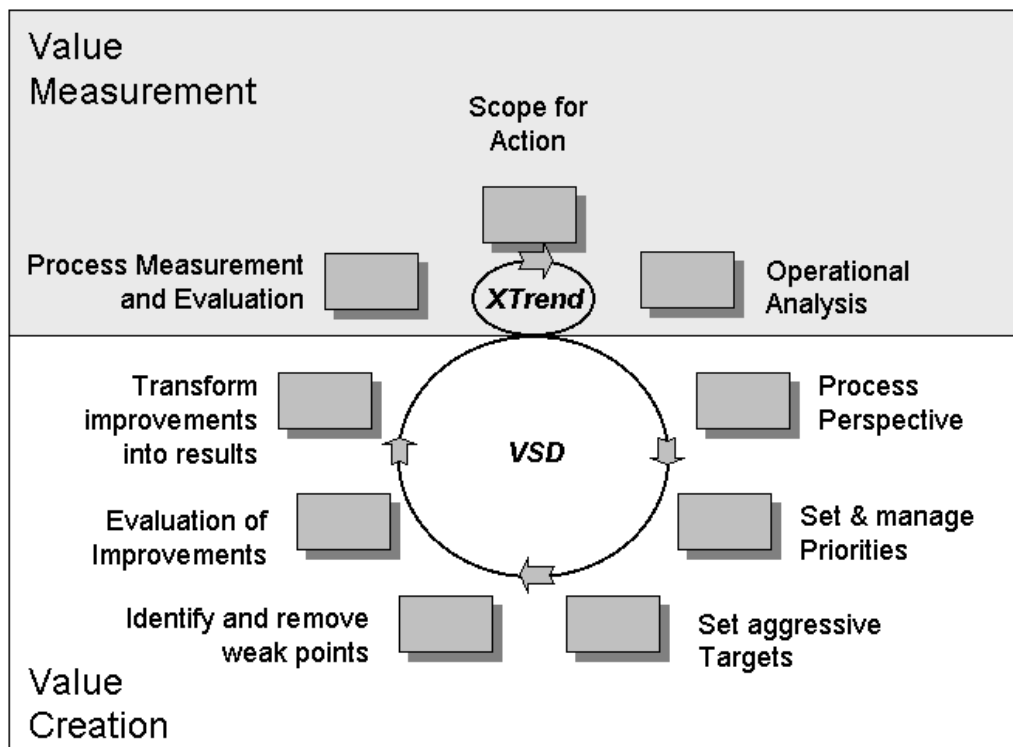 Value
Measurement
Scope for
Action
Process Measurement
and Evaluation
XTrend
Operational
Analysis
Transform
improvements
into results
VSD
Process
Perspective
Evaluation of
Improvements
Set & manage
Priorities
Identify and remove
weak points
Set aggressive
Targets
Value
Creation